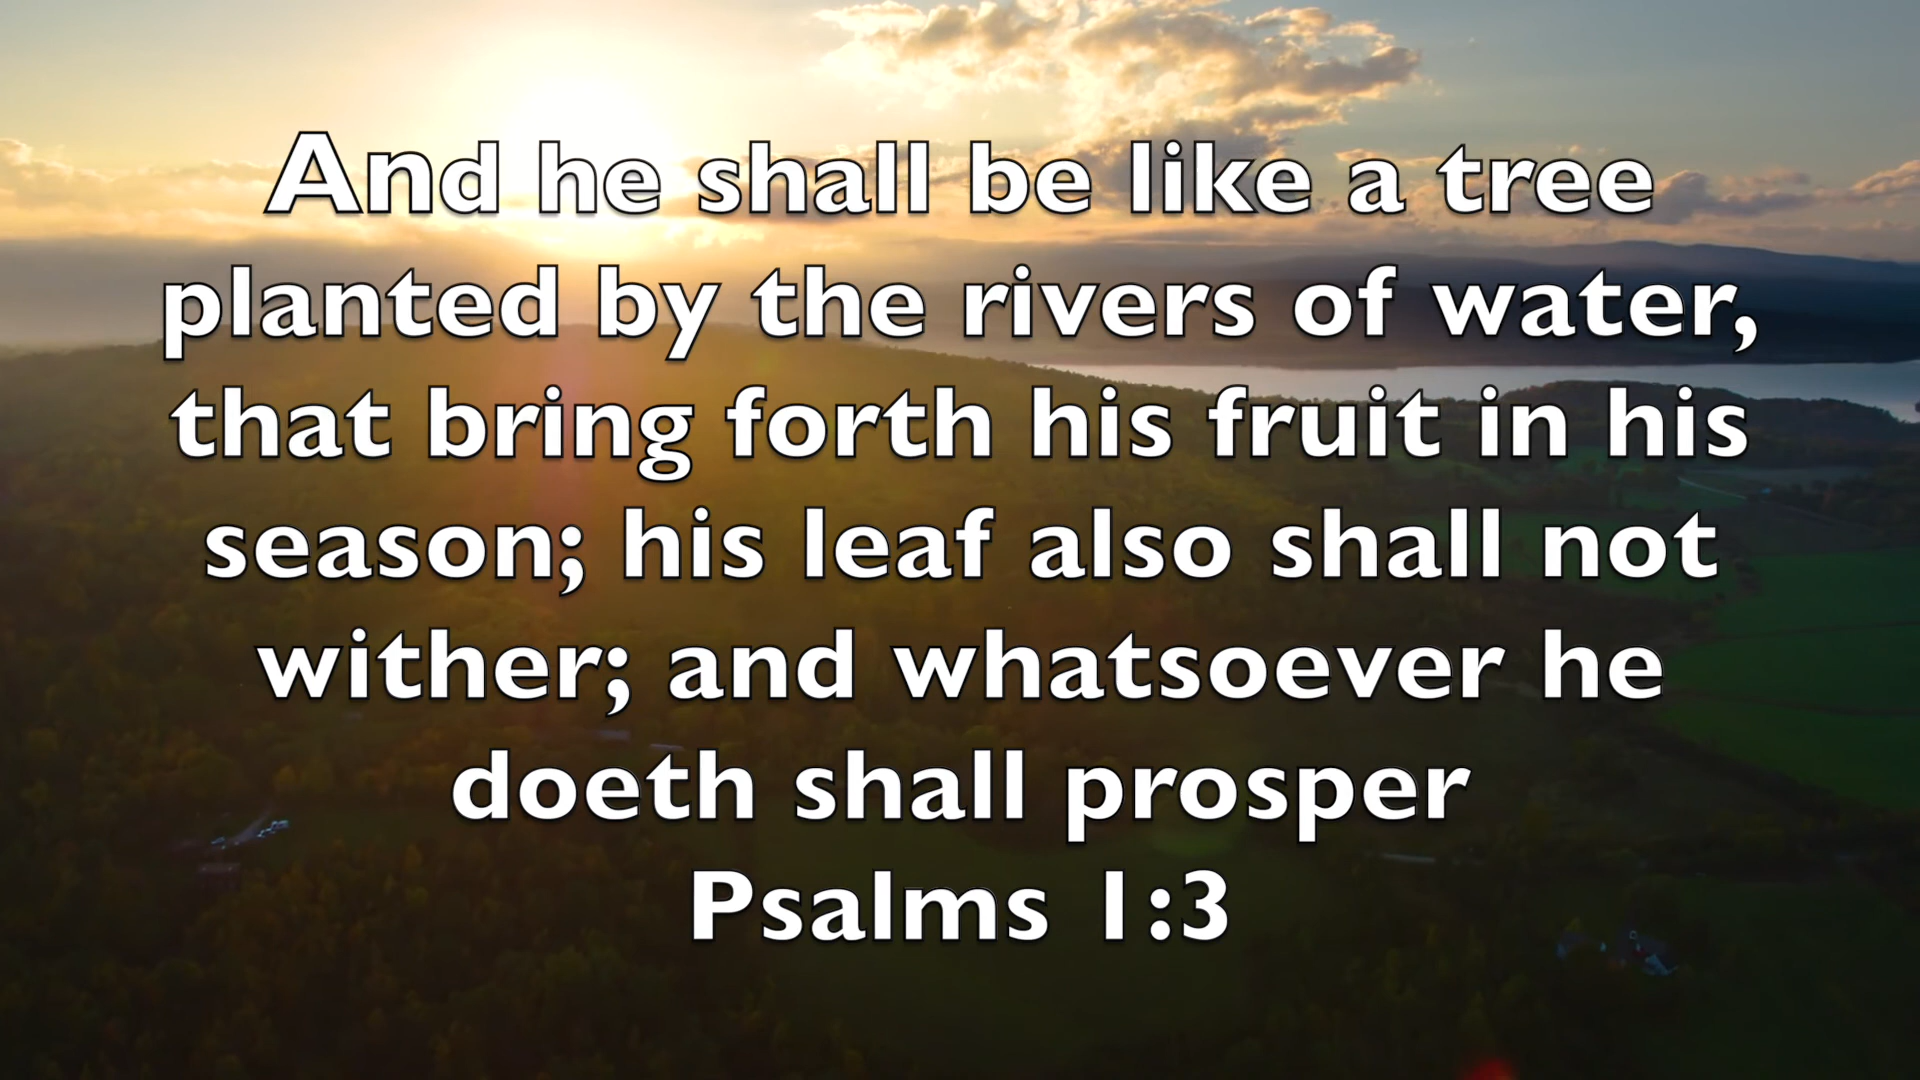 And he shall be like a tree
planted by the rivers of water,
that bring forth his fruit in his
season; his leaf also shall not
wither; and whatsoever he
doeth shall prosper
Psalms 1:3